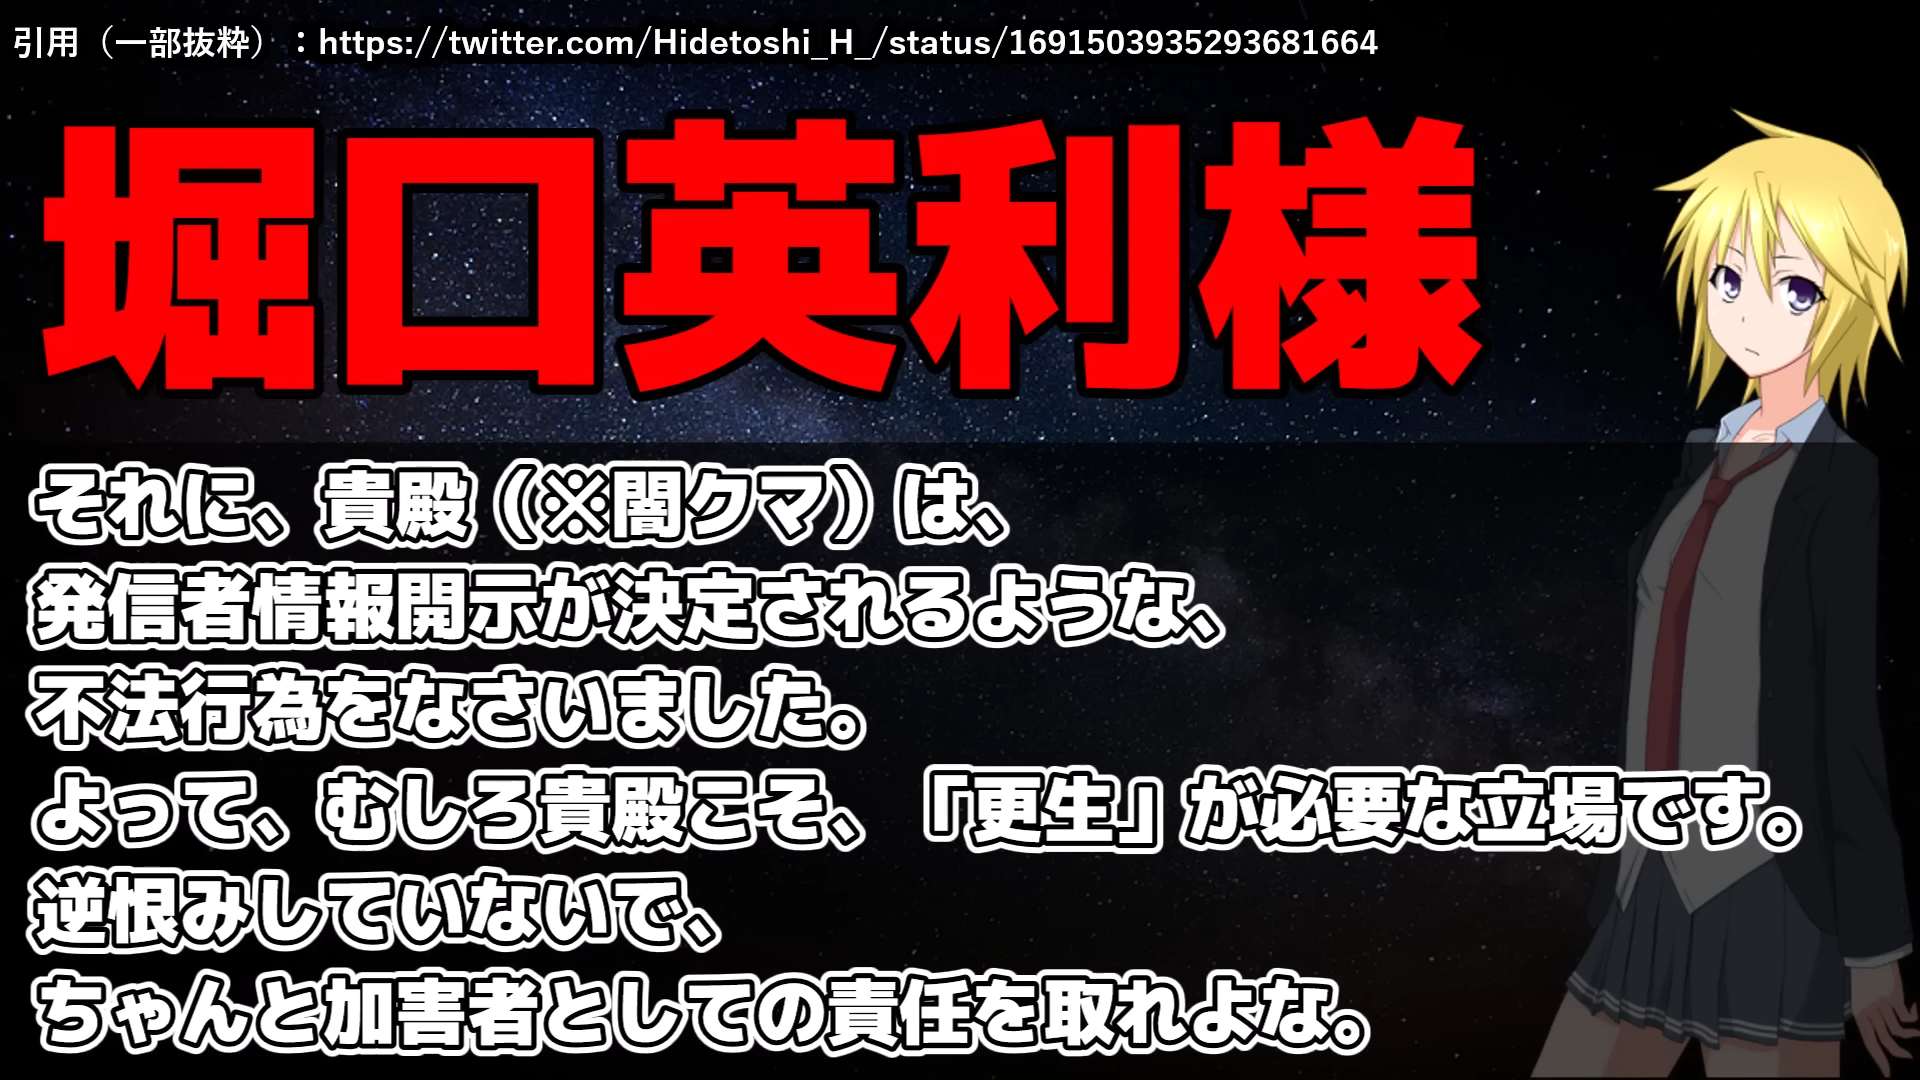 引用（一部抜粋）：https://twitter.com/Hidetoshi_H_/status/1691503935293681664
堀口英利様
それに、貴殿（※闇クマ）は、
発信者情報開示が決定されるような、
不法行為をなさいました。
よって、むしろ貴殿こそ、「更生」が必要な立場です。
逆恨みしていないで、
ちゃんと加害者としての責任を取れよな。